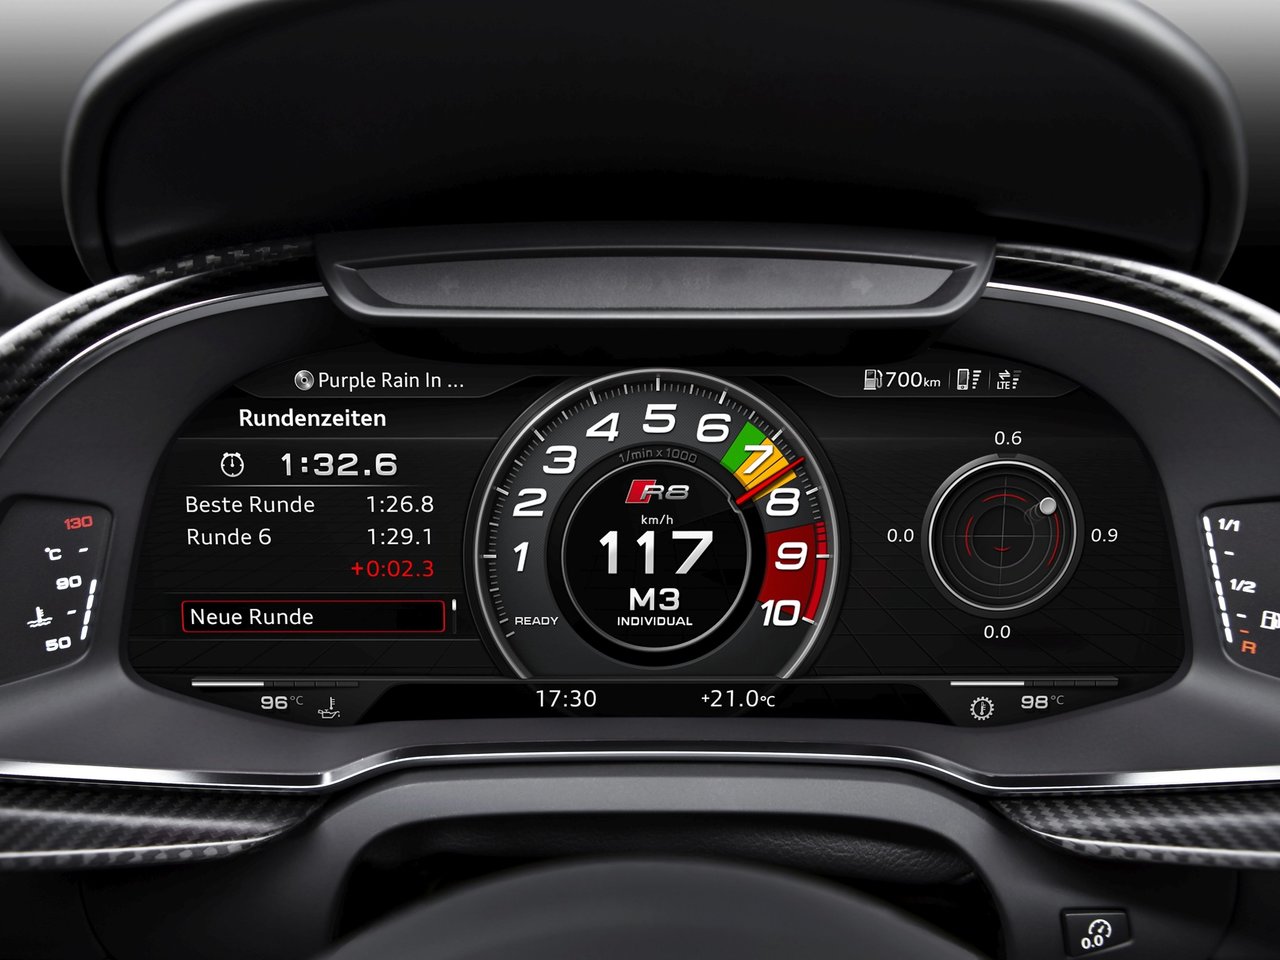 Purple Rain In ...
700km
LTE
Rundenzeiten
1:32.6
Beste Runde 1:26.8
Runde 6 1:29.1
+0:02.3
Neue Runde
1 2 3 4 5 6 7 8 9 10
1/min x 1000
R8
km/h
117
M3
INDIVIDUAL
READY
0.6
0.0 0.9
0.0
130
°C
90
50
1/1
1/2
R
96°C
17:30
+21.0°C
98°C
0.0